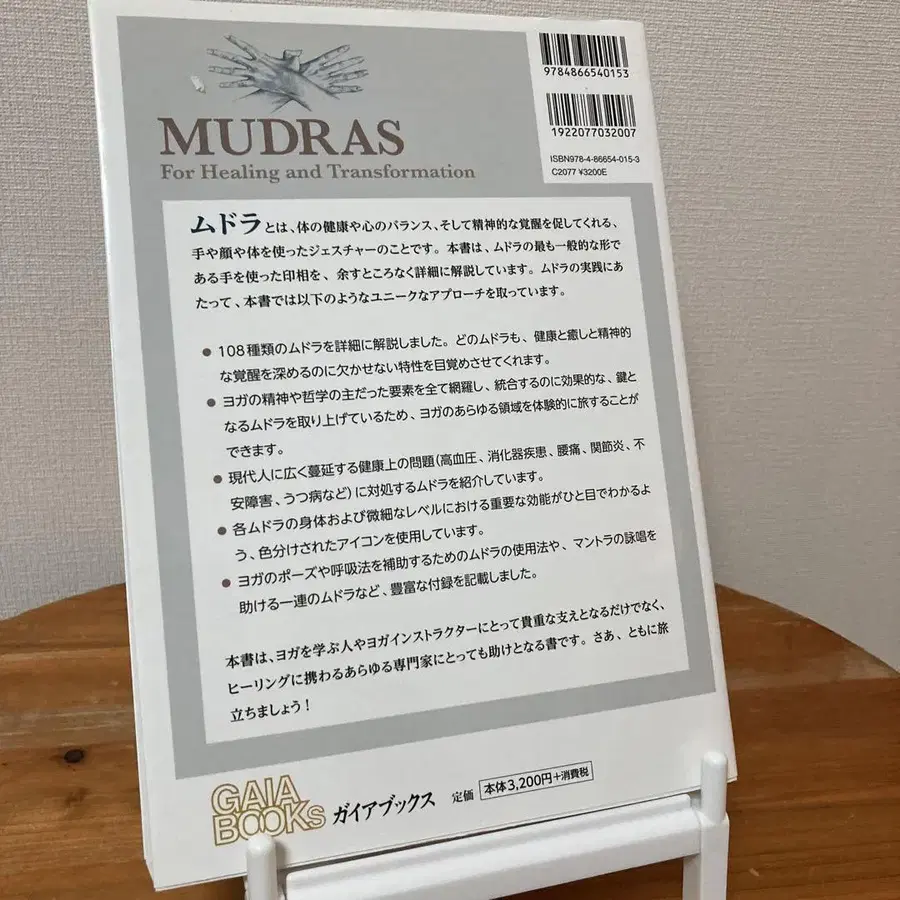 9784866540153
1922077032007
ISBN978-4-86654-015-3
C2077 ¥3200E
MUDRAS
For Healing and Transformation
ムドラとは、体の健康や心のバランス、そして精神的な覚醒を促してくれる、
手や顔や体を使ったジェスチャーのことです。本書は、ムドラの最も一般的な形で
ある手を使った印相を、余すところなく詳細に解説しています。ムドラの実践にあ
たって、本書では以下のようなユニークなアプローチを取っています。
● 108種類のムドラを詳細に解説しました。どのムドラも、健康と癒しと精神的
な覚醒を深めるのに欠かせない特性を目覚めさせてくれます。
● ヨガの精神や哲学の主だった要素を全て網羅し、統合するのに効果的な、鍵と
なるムドラを取り上げているため、ヨガのあらゆる領域を体験的に旅することが
できます。
● 現代人に広く蔓延する健康上の問題(高血圧、消化器疾患、腰痛、関節炎、不
安障害、うつ病など)に対処するムドラを紹介しています。
● 各ムドラの身体および微細なレベルにおける重要な効能がひと目でわかるよ
う、色分けされたアイコンを使用しています。
● ヨガのポーズや呼吸法を補助するためのムドラの使用法や、マントラの詠唱を
助ける一連のムドラなど、豊富な付録を記載しました。
本書は、ヨガを学ぶ人やヨガインストラクターにとって貴重な支えとなるだけでなく、
ヒーリングに携わるあらゆる専門家にとっても助けとなる書です。さあ、ともに旅
立ちましょう!
GAIA
BOOKS
ガイアブックス
定価 本体3,200円+消費税